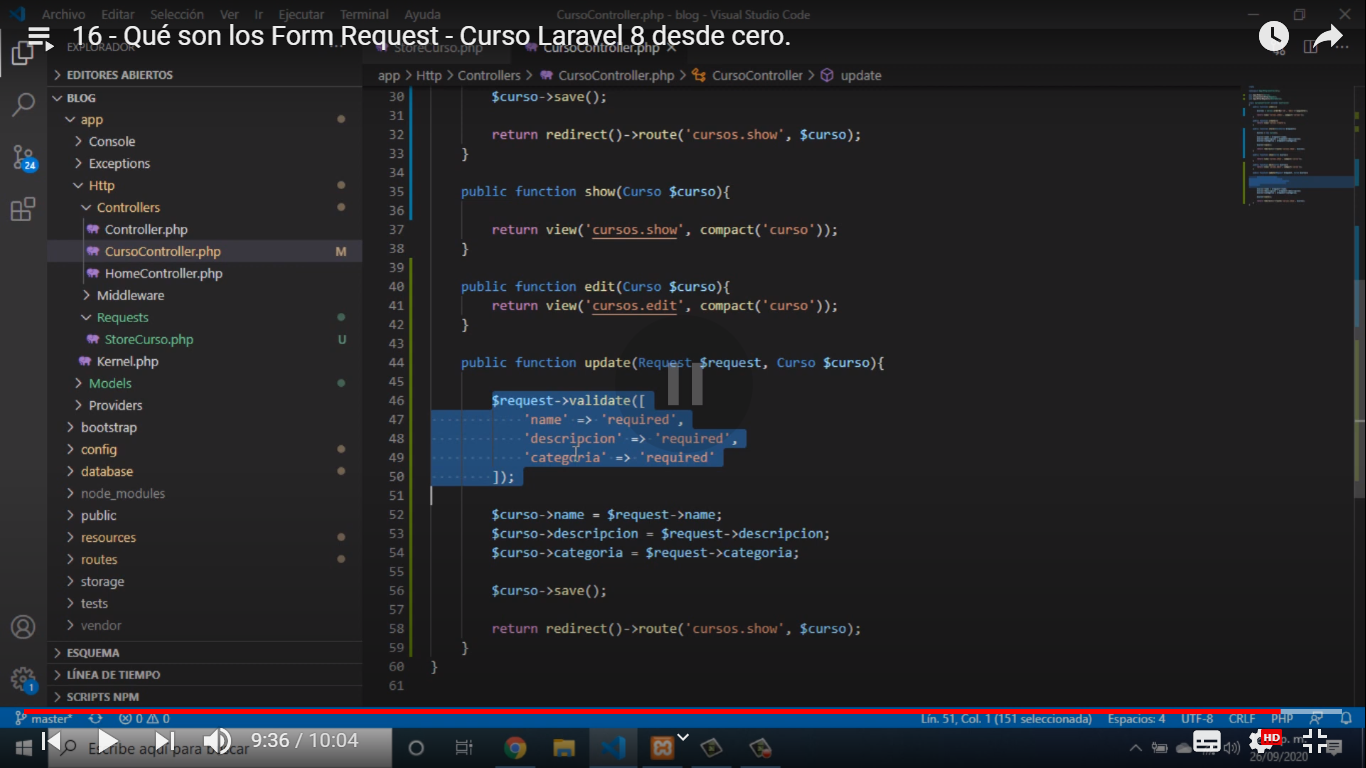 Archivo Editar Selección Ver Ir Ejecutar Terminal Ayuda CursoController.php - blog - Visual Studio Code
16 - Qué son los Form Request - Curso Laravel 8 desde cero.
EXPLORADOR
StoreCurso.php
CursoController.php
EDITORES ABIERTOS
app > Http > Controllers > CursoController.php > CursoController > update
BLOG
app
Console
Exceptions
Http
Controllers
Controller.php
CursoController.php M
HomeController.php
Middleware
Requests
StoreCurso.php U
Kernel.php
Models
Providers
bootstrap
config
database
node_modules
public
resources
routes
storage
tests
vendor
ESQUEMA
LÍNEA DE TIEMPO
SCRIPTS NPM
24
1
30 $curso->save();
31
32 return redirect()->route('cursos.show', $curso);
33 }
34
35 public function show(Curso $curso){
36
37 return view('cursos.show', compact('curso'));
38 }
39
40 public function edit(Curso $curso){
41 return view('cursos.edit', compact('curso'));
42 }
43
44 public function update(Request $request, Curso $curso){
45
46 $request->validate([
47 'name' => 'required',
48 'descripcion' => 'required',
49 'categoria' => 'required'
50 ]);
51
52 $curso->name = $request->name;
53 $curso->descripcion = $request->descripcion;
54 $curso->categoria = $request->categoria;
55
56 $curso->save();
57
58 return redirect()->route('cursos.show', $curso);
59 }
60 }
61
master* 0 0 Lín. 51, Col. 1 (151 seleccionada) Espacios: 4 UTF-8 CRLF PHP
Escribe aquí para buscar
9:36 / 10:04
HD
p. m.
26/09/2020